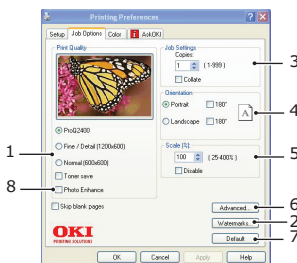 Printing Preferences
Setup Job Options Color AskOKI
Print Quality
ProQ2400
Fine / Detail (1200x600)
Normal (600x600)
Toner save
Photo Enhance
Skip blank pages
OKI
PRINTING SOLUTIONS
Job Settings
Copies:
1 (1-999)
Collate
Orientation
Portrait 180°
Landscape 180°
A
Scale (%)
100 (25-400%)
Disable
Advanced...
Watermarks...
Default
OK Cancel Apply Help
1
8
3
4
5
6
2
7